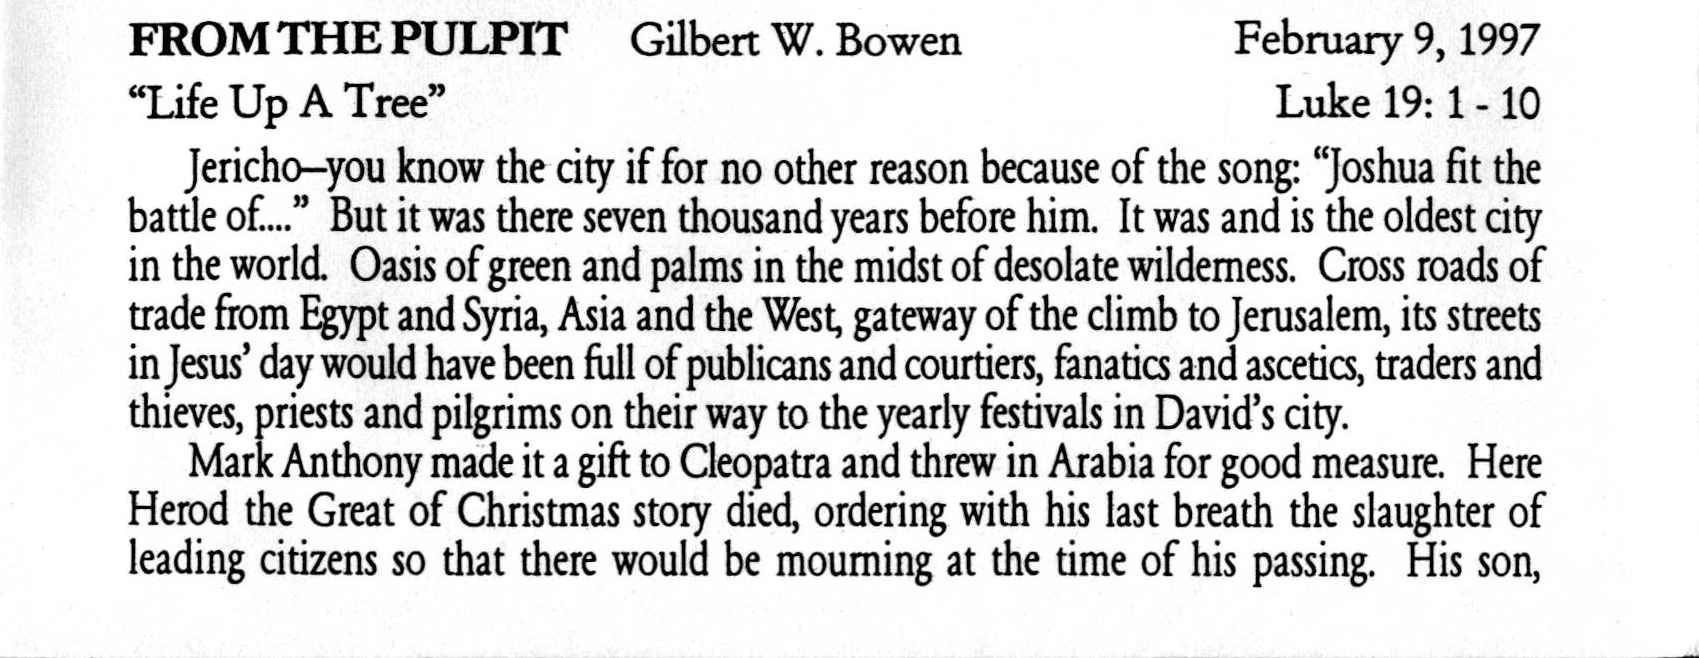 FROM THE PULPIT Gilbert W. Bowen February 9, 1997
“Life Up A Tree” Luke 19: 1 - 10
Jericho–you know the city if for no other reason because of the song: “Joshua fit the
battle of....” But it was there seven thousand years before him. It was and is the oldest city
in the world. Oasis of green and palms in the midst of desolate wilderness. Cross roads of
trade from Egypt and Syria, Asia and the West, gateway of the climb to Jerusalem, its streets
in Jesus’ day would have been full of publicans and courtiers, fanatics and ascetics, traders and
thieves, priests and pilgrims on their way to the yearly festivals in David’s city.
Mark Anthony made it a gift to Cleopatra and threw in Arabia for good measure. Here
Herod the Great of Christmas story died, ordering with his last breath the slaughter of
leading citizens so that there would be mourning at the time of his passing. His son,